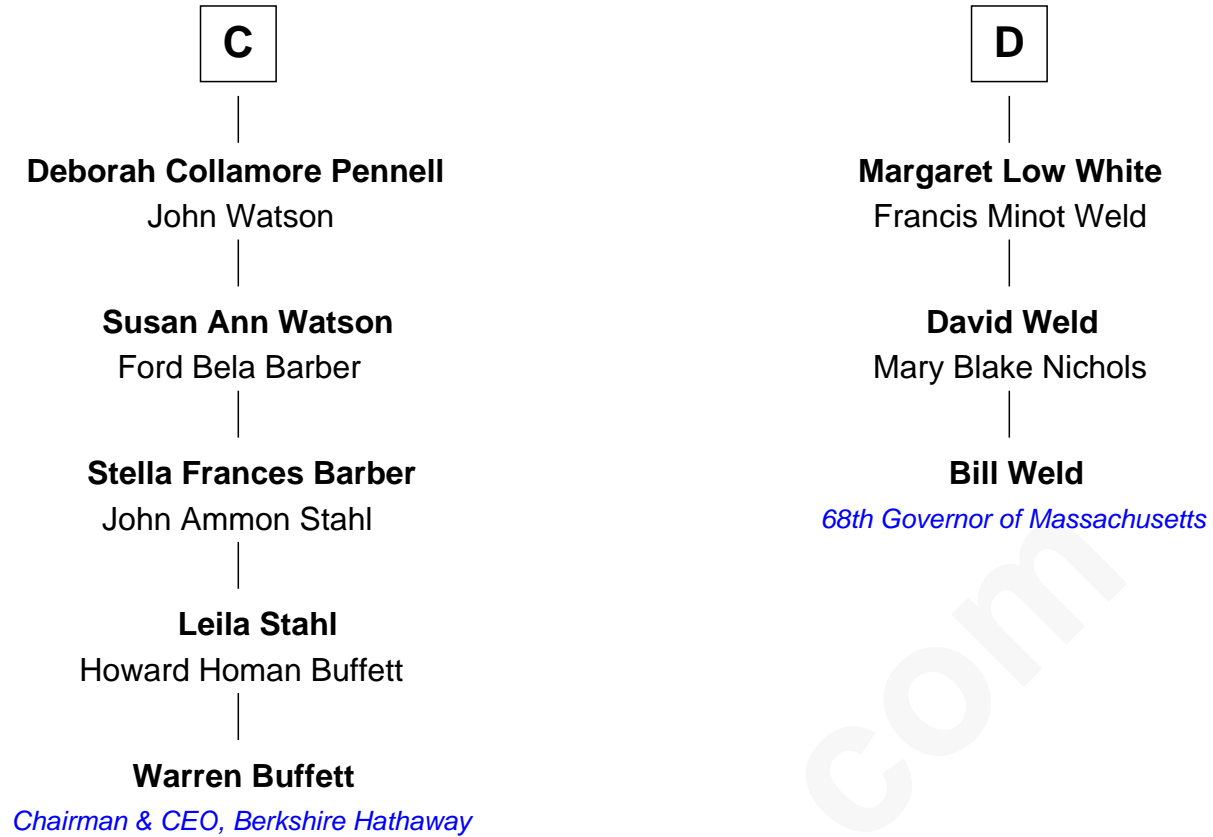 C
Deborah Collamore Pennell
John Watson
Susan Ann Watson
Ford Bela Barber
Stella Frances Barber
John Ammon Stahl
Leila Stahl
Howard Homan Buffett
Warren Buffett
Chairman & CEO, Berkshire Hathaway
D
Margaret Low White
Francis Minot Weld
David Weld
Mary Blake Nichols
Bill Weld
68th Governor of Massachusetts
com